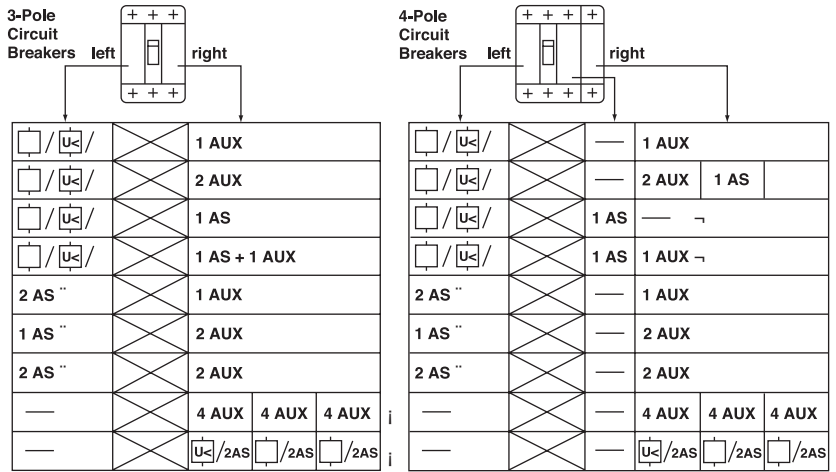 3-Pole
Circuit
Breakers left right
+ + +
+ + +
/ U< / 1 AUX
/ U< / 2 AUX
/ U< / 1 AS
/ U< / 1 AS + 1 AUX
2 AS ¨ 1 AUX
1 AS ¨ 2 AUX
2 AS ¨ 2 AUX
— 4 AUX 4 AUX 4 AUX ¡
— U< /2AS /2AS /2AS ¡
4-Pole
Circuit
Breakers left right
+ + + +
+ + + +
/ U< / — 1 AUX
/ U< / — 2 AUX 1 AS
/ U< / 1 AS — ¬
/ U< / 1 AS 1 AUX ¬
2 AS ¨ — 1 AUX
1 AS ¨ — 2 AUX
2 AS ¨ — 2 AUX
— — 4 AUX 4 AUX 4 AUX
— — U< /2AS /2AS /2AS